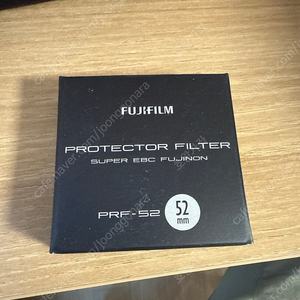 FUJIFILM
PROTECTOR FILTER
SUPER EBC FUJINON
PRF-52
52
mm